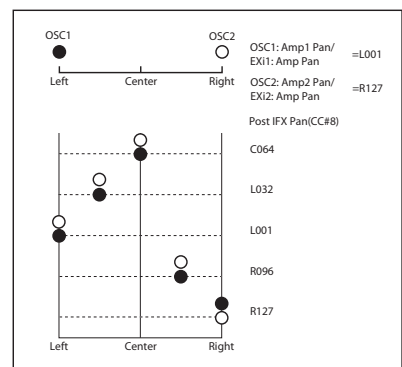 OSC1
OSC2
Left
Center
Right
OSC1: Amp1 Pan/
EXi1: Amp Pan
=L001
OSC2: Amp2 Pan/
EXi2: Amp Pan
=R127
Post IFX Pan(CC#8)
C064
L032
L001
R096
R127
Left
Center
Right